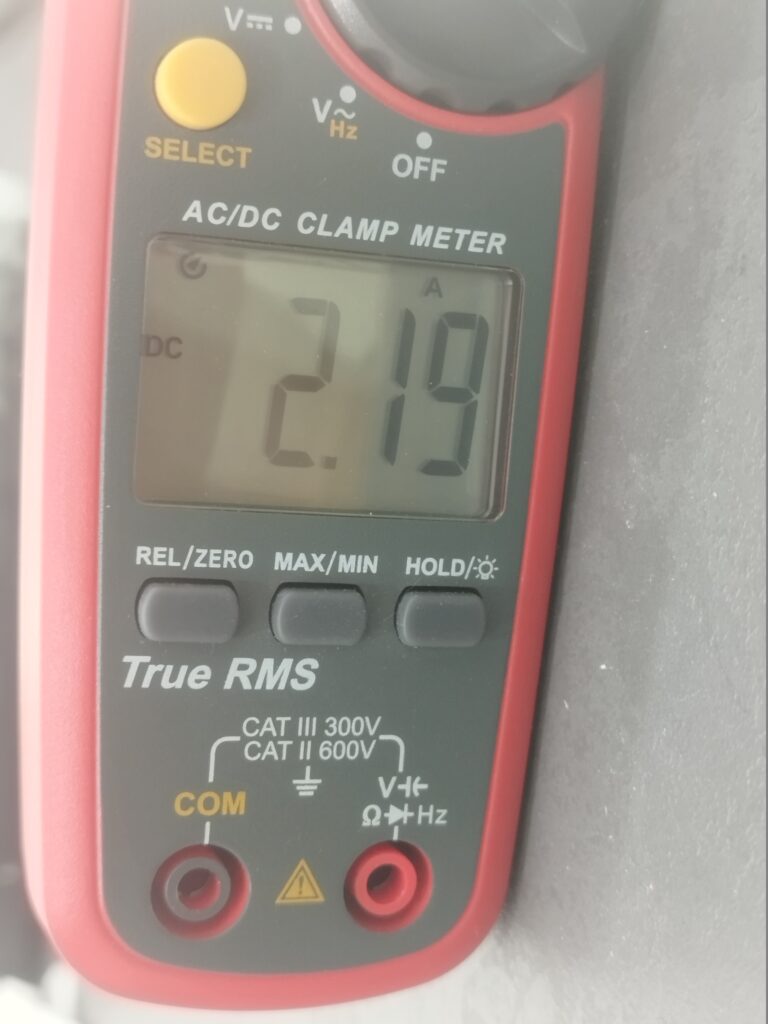 V⎓
V~
Hz
OFF
SELECT
AC/DC CLAMP METER
A
DC
2.19
REL/ZERO MAX/MIN HOLD/
True RMS
CAT III 300V
CAT II 600V
COM
V
Ω Hz